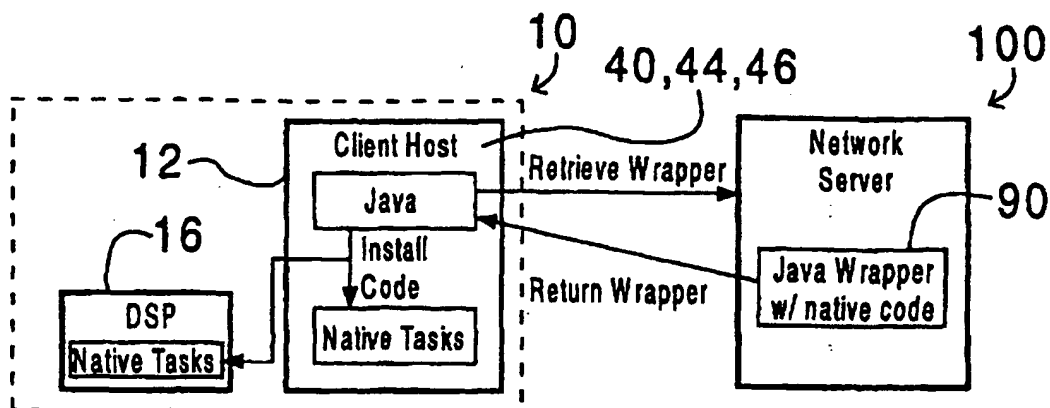 10
40,44,46
100
12
Client Host
Network
Server
Retrieve Wrapper
Java
90
16
Install
Code
Java Wrapper
w/ native code
Return Wrapper
DSP
Native Tasks
Native Tasks